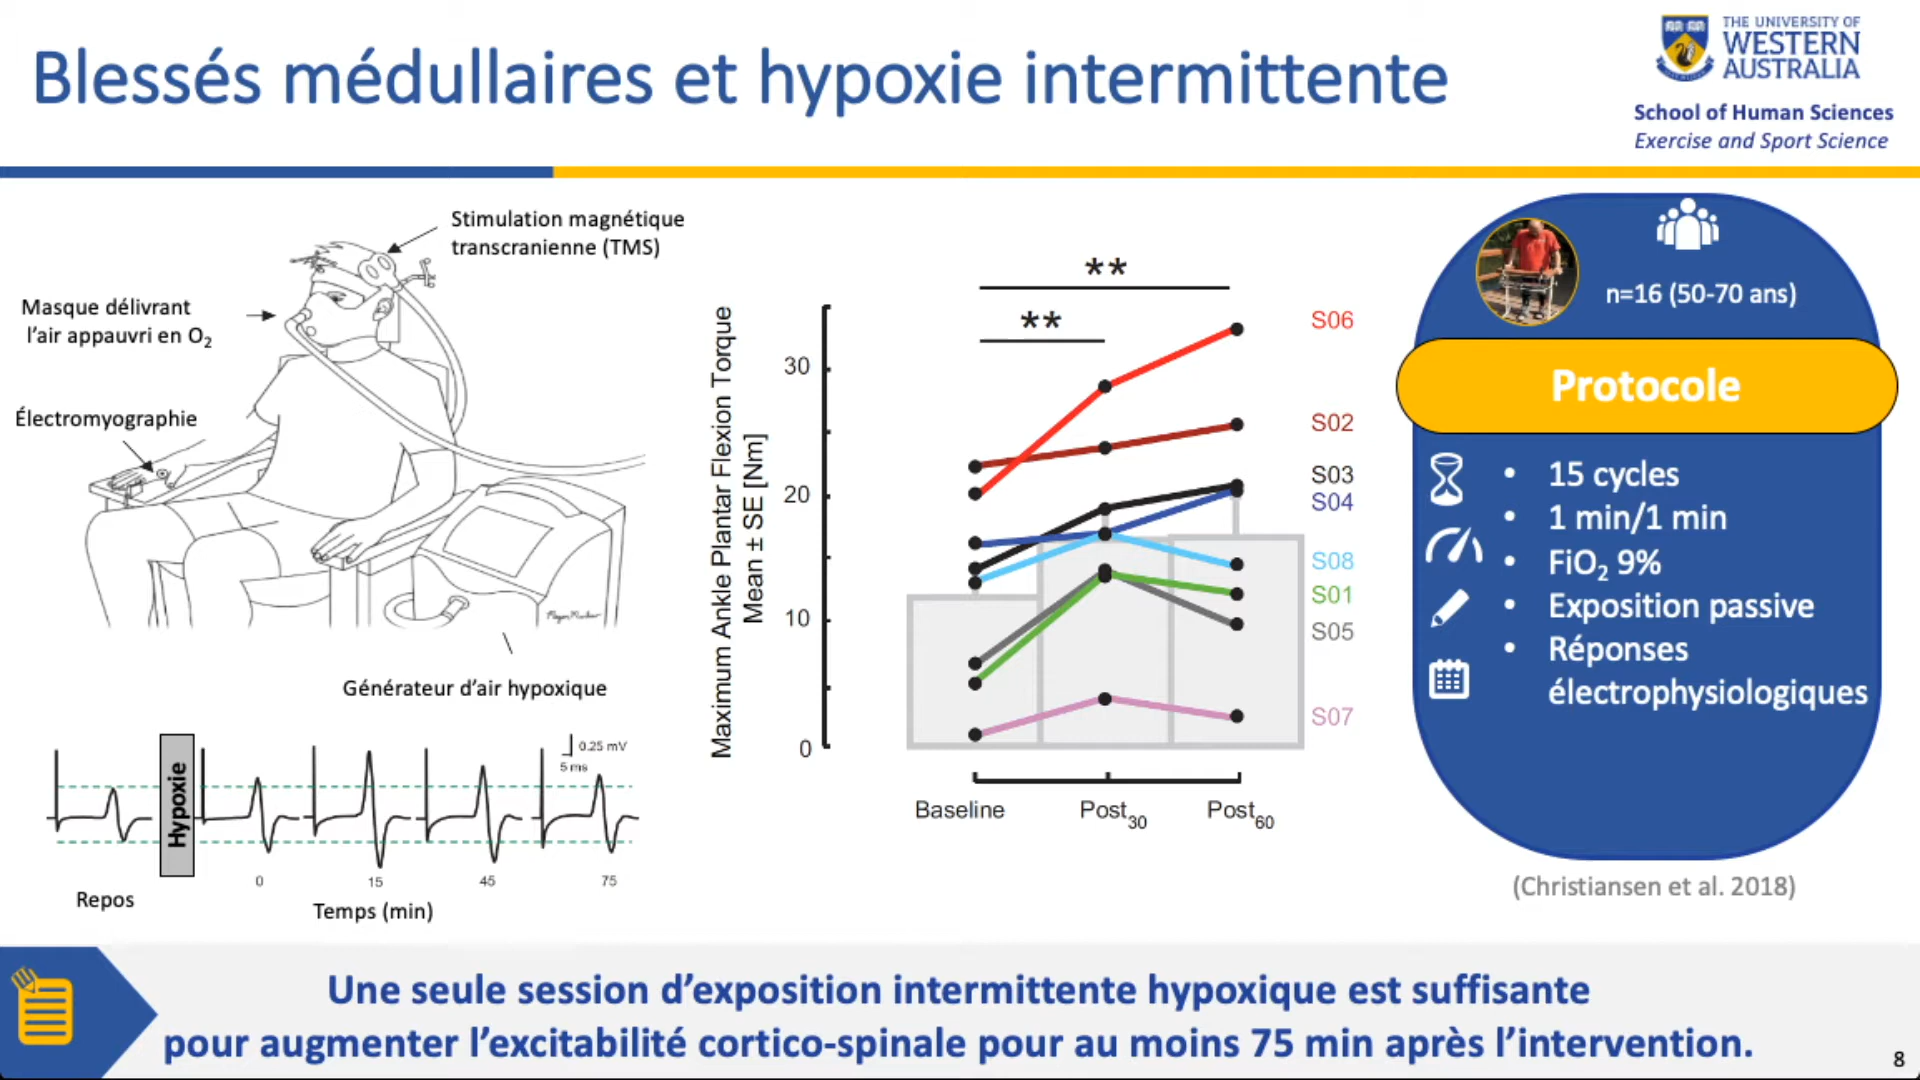 Blessés médullaires et hypoxie intermittente
THE UNIVERSITY OF
WESTERN
AUSTRALIA
School of Human Sciences
Exercise and Sport Science
Stimulation magnétique
transcranienne (TMS)
Masque délivrant
l'air appauvri en O₂
Électromyographie
Générateur d'air hypoxique
0.25 mV
5 ms
Hypoxie
0
15
45
75
Repos
Temps (min)
Maximum Ankle Plantar Flexion Torque
Mean ± SE [Nm]
30
20
10
0
**
**
S06
S02
S03
S04
S08
S01
S05
S07
Baseline
Post30
Post60
n=16 (50-70 ans)
Protocole
• 15 cycles
• 1 min/1 min
• FiO₂ 9%
• Exposition passive
• Réponses
électrophysiologiques
(Christiansen et al. 2018)
Une seule session d'exposition intermittente hypoxique est suffisante
pour augmenter l'excitabilité cortico-spinale pour au moins 75 min après l'intervention.
8